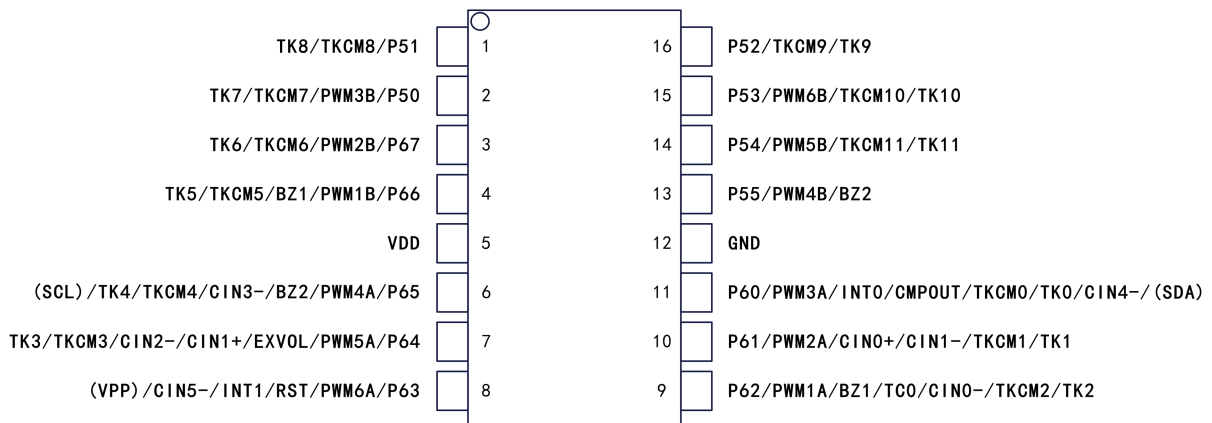 TK8/TKCM8/P51 1 16 P52/TKCM9/TK9
TK7/TKCM7/PWM3B/P50 2 15 P53/PWM6B/TKCM10/TK10
TK6/TKCM6/PWM2B/P67 3 14 P54/PWM5B/TKCM11/TK11
TK5/TKCM5/BZ1/PWM1B/P66 4 13 P55/PWM4B/BZ2
VDD 5 12 GND
(SCL)/TK4/TKCM4/CIN3-/BZ2/PWM4A/P65 6 11 P60/PWM3A/INT0/CMPOUT/TKCM0/TK0/CIN4-/(SDA)
TK3/TKCM3/CIN2-/CIN1+/EXVOL/PWM5A/P64 7 10 P61/PWM2A/CIN0+/CIN1-/TKCM1/TK1
(VPP)/CIN5-/INT1/RST/PWM6A/P63 8 9 P62/PWM1A/BZ1/TC0/CIN0-/TKCM2/TK2